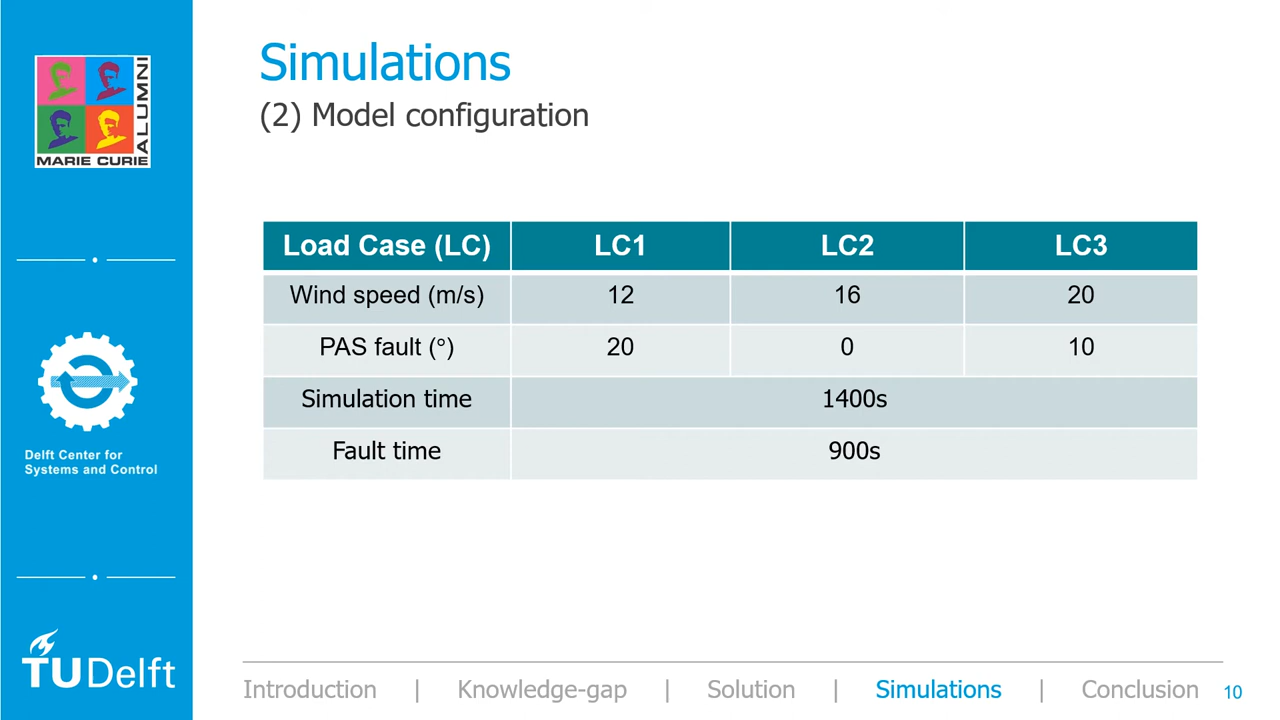 MARIE CURIE
ALUMNI
Delft Center for
Systems and Control
TUDelft
Simulations
(2) Model configuration
Load Case (LC) LC1 LC2 LC3
Wind speed (m/s) 12 16 20
PAS fault (°) 20 0 10
Simulation time 1400s
Fault time 900s
Introduction | Knowledge-gap | Solution | Simulations | Conclusion 10